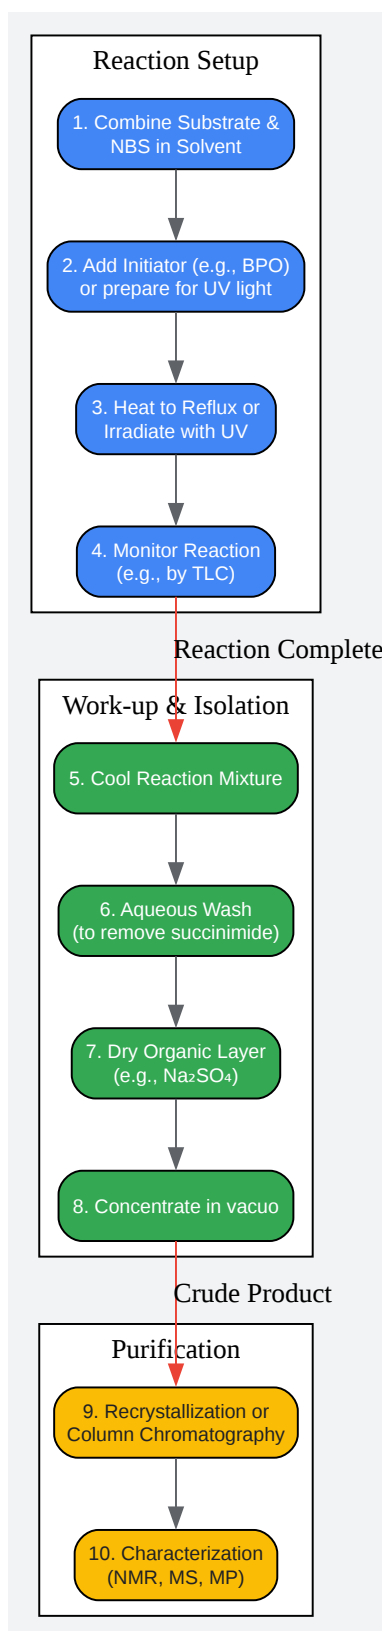 Reaction Setup
1. Combine Substrate &
NBS in Solvent
2. Add Initiator (e.g., BPO)
or prepare for UV light
3. Heat to Reflux or
Irradiate with UV
4. Monitor Reaction
(e.g., by TLC)
Reaction Complete
Work-up & Isolation
5. Cool Reaction Mixture
6. Aqueous Wash
(to remove succinimide)
7. Dry Organic Layer
(e.g., Na₂SO₄)
8. Concentrate in vacuo
Crude Product
Purification
9. Recrystallization or
Column Chromatography
10. Characterization
(NMR, MS, MP)